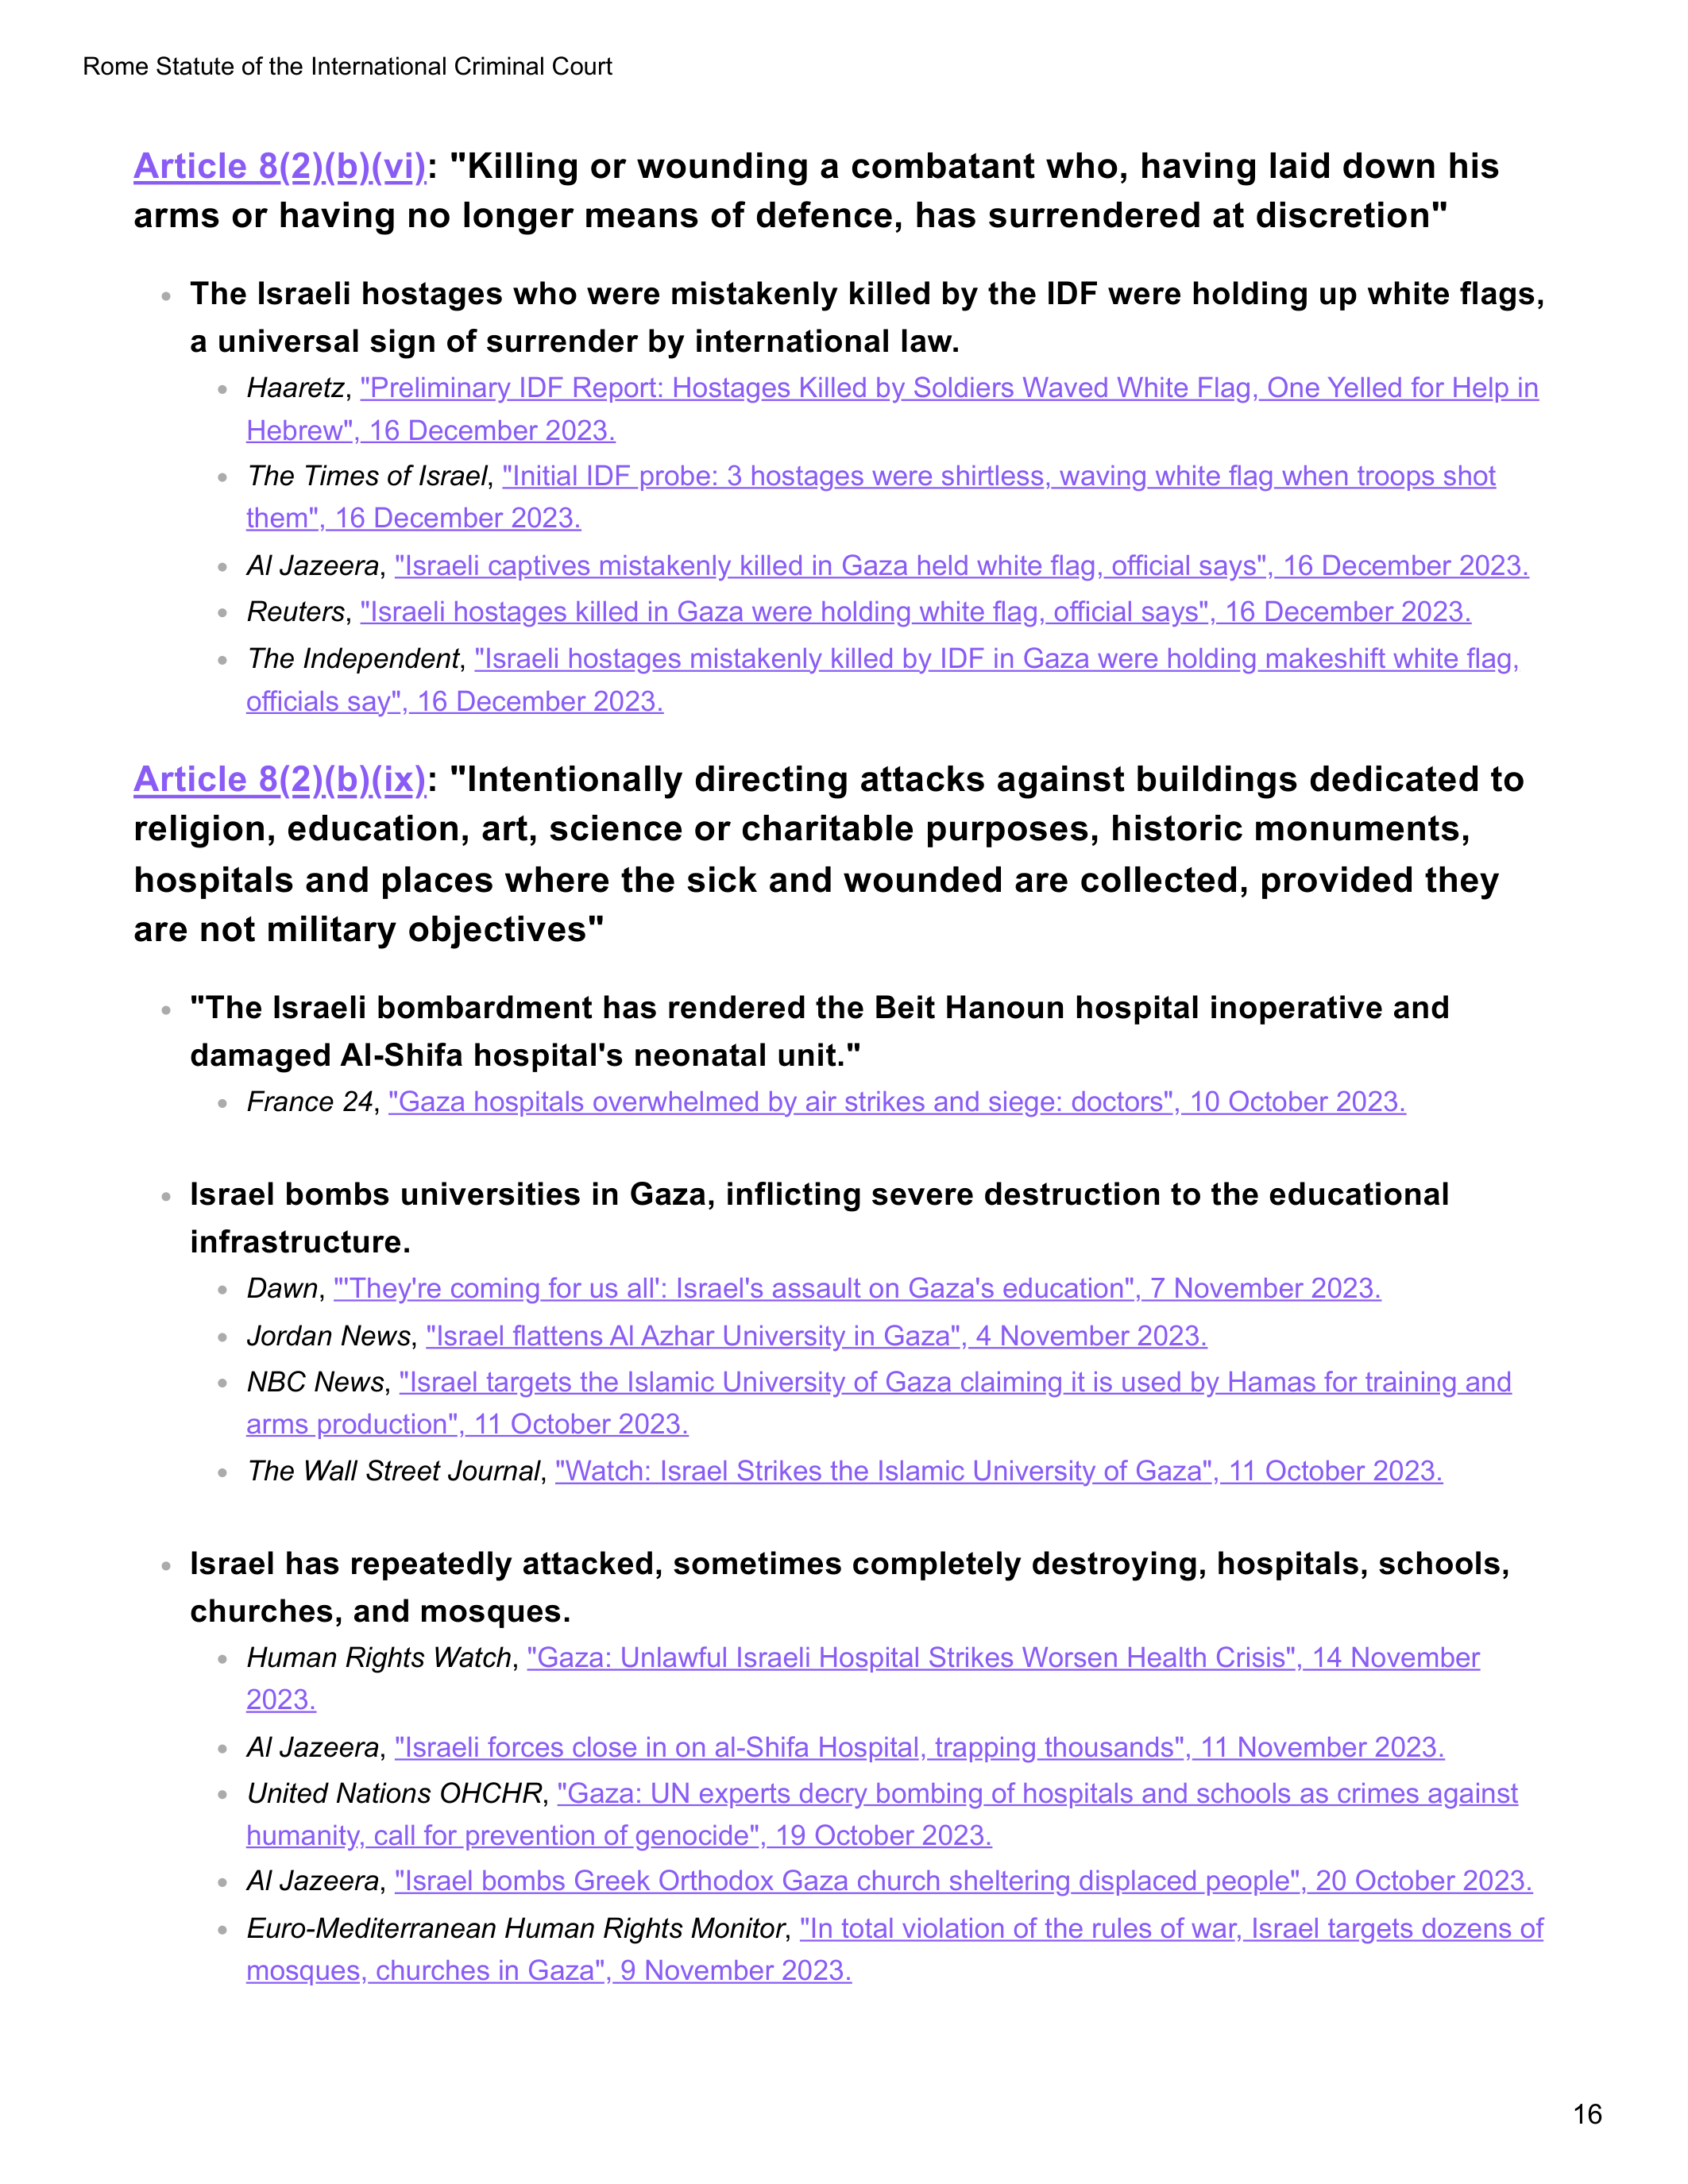 Rome Statute of the International Criminal Court
Article 8(2)(b)(vi): "Killing or wounding a combatant who, having laid down his
arms or having no longer means of defence, has surrendered at discretion"
The Israeli hostages who were mistakenly killed by the IDF were holding up white flags,
a universal sign of surrender by international law.
Haaretz, "Preliminary IDF Report: Hostages Killed by Soldiers Waved White Flag, One Yelled for Help in
Hebrew", 16 December 2023.
The Times of Israel, "Initial IDF probe: 3 hostages were shirtless, waving white flag when troops shot
them", 16 December 2023.
Al Jazeera, "Israeli captives mistakenly killed in Gaza held white flag, official says", 16 December 2023.
Reuters, "Israeli hostages killed in Gaza were holding white flag, official says", 16 December 2023.
The Independent, "Israeli hostages mistakenly killed by IDF in Gaza were holding makeshift white flag,
officials say", 16 December 2023.
Article 8(2)(b)(ix): "Intentionally directing attacks against buildings dedicated to
religion, education, art, science or charitable purposes, historic monuments,
hospitals and places where the sick and wounded are collected, provided they
are not military objectives"
"The Israeli bombardment has rendered the Beit Hanoun hospital inoperative and
damaged Al-Shifa hospital's neonatal unit."
France 24, "Gaza hospitals overwhelmed by air strikes and siege: doctors", 10 October 2023.
Israel bombs universities in Gaza, inflicting severe destruction to the educational
infrastructure.
Dawn, "'They're coming for us all': Israel's assault on Gaza's education", 7 November 2023.
Jordan News, "Israel flattens Al Azhar University in Gaza", 4 November 2023.
NBC News, "Israel targets the Islamic University of Gaza claiming it is used by Hamas for training and
arms production", 11 October 2023.
The Wall Street Journal, "Watch: Israel Strikes the Islamic University of Gaza", 11 October 2023.
Israel has repeatedly attacked, sometimes completely destroying, hospitals, schools,
churches, and mosques.
Human Rights Watch, "Gaza: Unlawful Israeli Hospital Strikes Worsen Health Crisis", 14 November
2023.
Al Jazeera, "Israeli forces close in on al-Shifa Hospital, trapping thousands", 11 November 2023.
United Nations OHCHR, "Gaza: UN experts decry bombing of hospitals and schools as crimes against
humanity, call for prevention of genocide", 19 October 2023.
Al Jazeera, "Israel bombs Greek Orthodox Gaza church sheltering displaced people", 20 October 2023.
Euro-Mediterranean Human Rights Monitor, "In total violation of the rules of war, Israel targets dozens of
mosques, churches in Gaza", 9 November 2023.
16